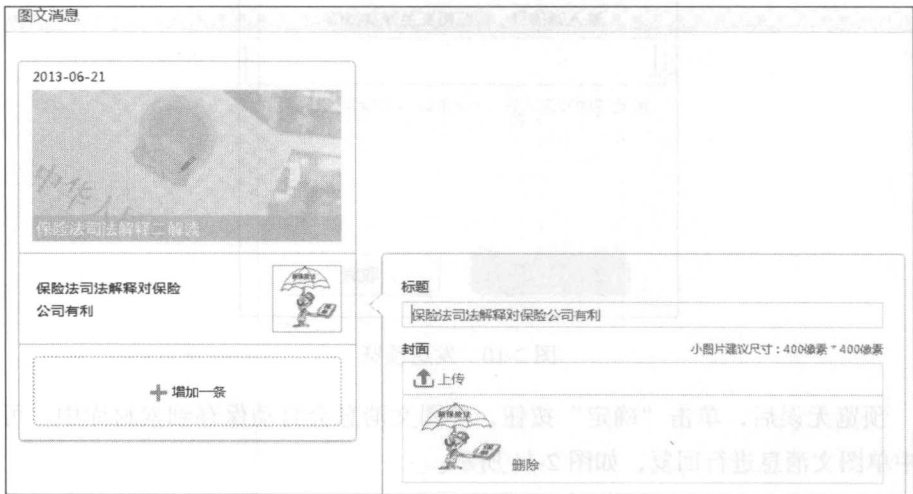 图文消息
2013-06-21
中华人
保险法司法解释二解读
保险法司法解释对保险
公司有利
增加一条
标题
保险法司法解释对保险公司有利
封面
小图片建议尺寸：400像素 * 400像素
上传
删除